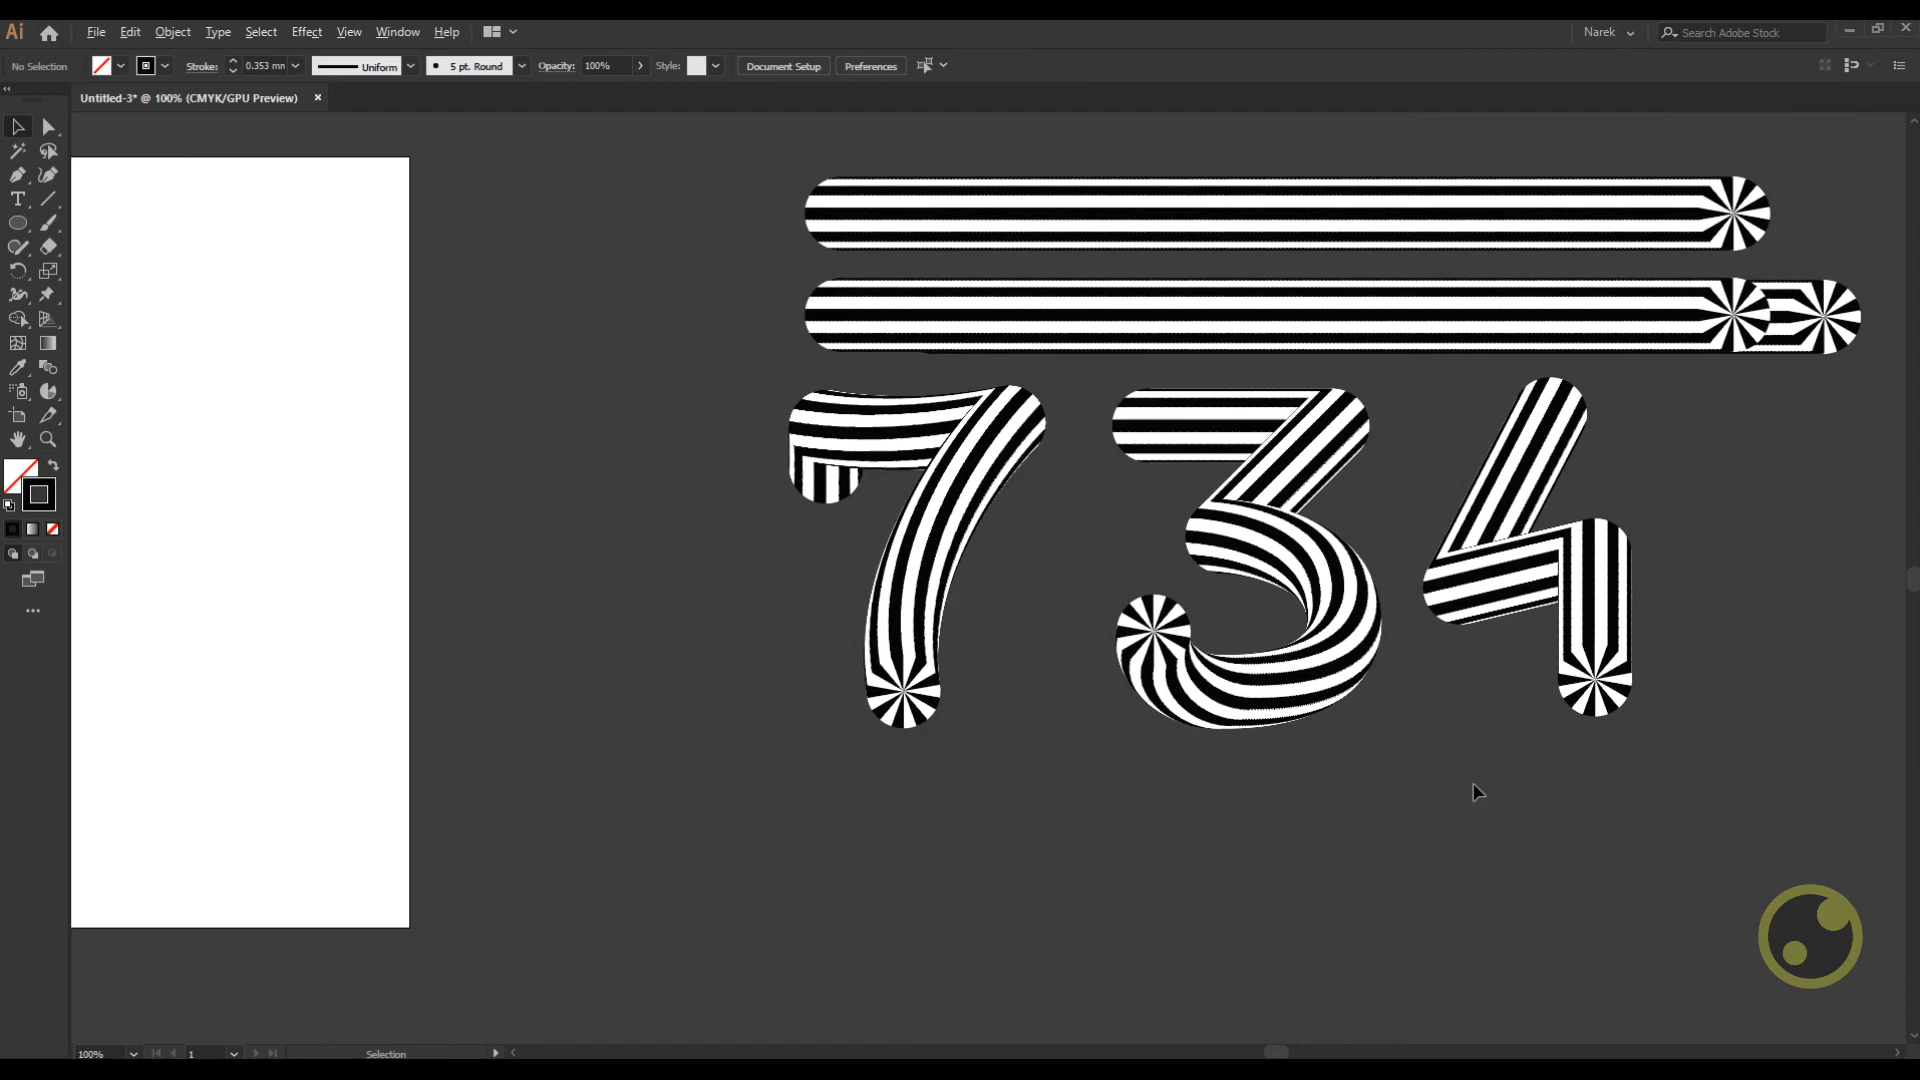 Ai File Edit Object Type Select Effect View Window Help Narek Search Adobe Stock
No Selection Stroke: 0.353 mn Uniform 5 pt. Round Opacity: 100% Style: Document Setup Preferences
Untitled-3* @ 100% (CMYK/GPU Preview) ×
734
100% 1 Selection